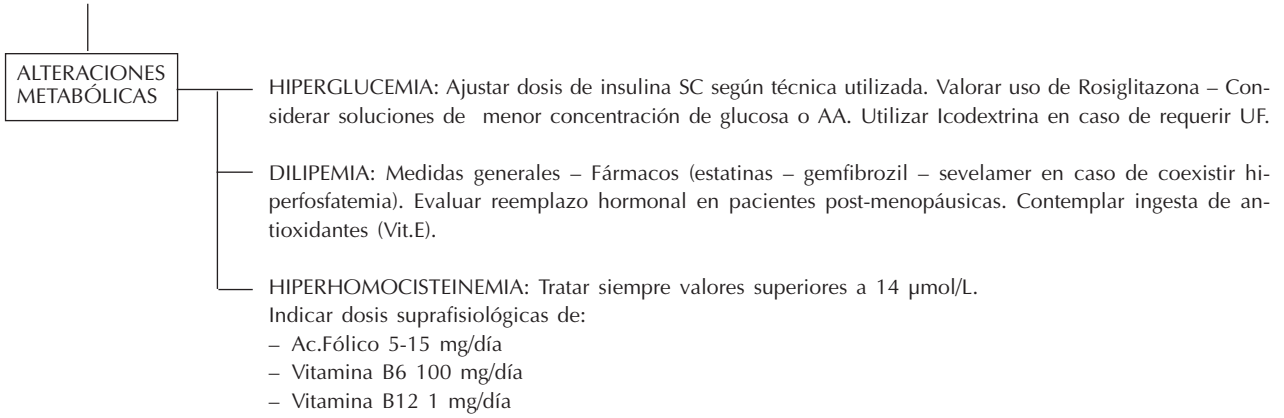 ALTERACIONES
METABÓLICAS
HIPERGLUCEMIA: Ajustar dosis de insulina SC según técnica utilizada. Valorar uso de Rosiglitazona – Con-
siderar soluciones de menor concentración de glucosa o AA. Utilizar Icodextrina en caso de requerir UF.
DILIPEMIA: Medidas generales – Fármacos (estatinas – gemfibrozil – sevelamer en caso de coexistir hi-
perfosfatemia). Evaluar reemplazo hormonal en pacientes post-menopáusicas. Contemplar ingesta de an-
tioxidantes (Vit.E).
HIPERHOMOCISTEINEMIA: Tratar siempre valores superiores a 14 μmol/L.
Indicar dosis suprafisiológicas de:
– Ac.Fólico 5-15 mg/día
– Vitamina B6 100 mg/día
– Vitamina B12 1 mg/día